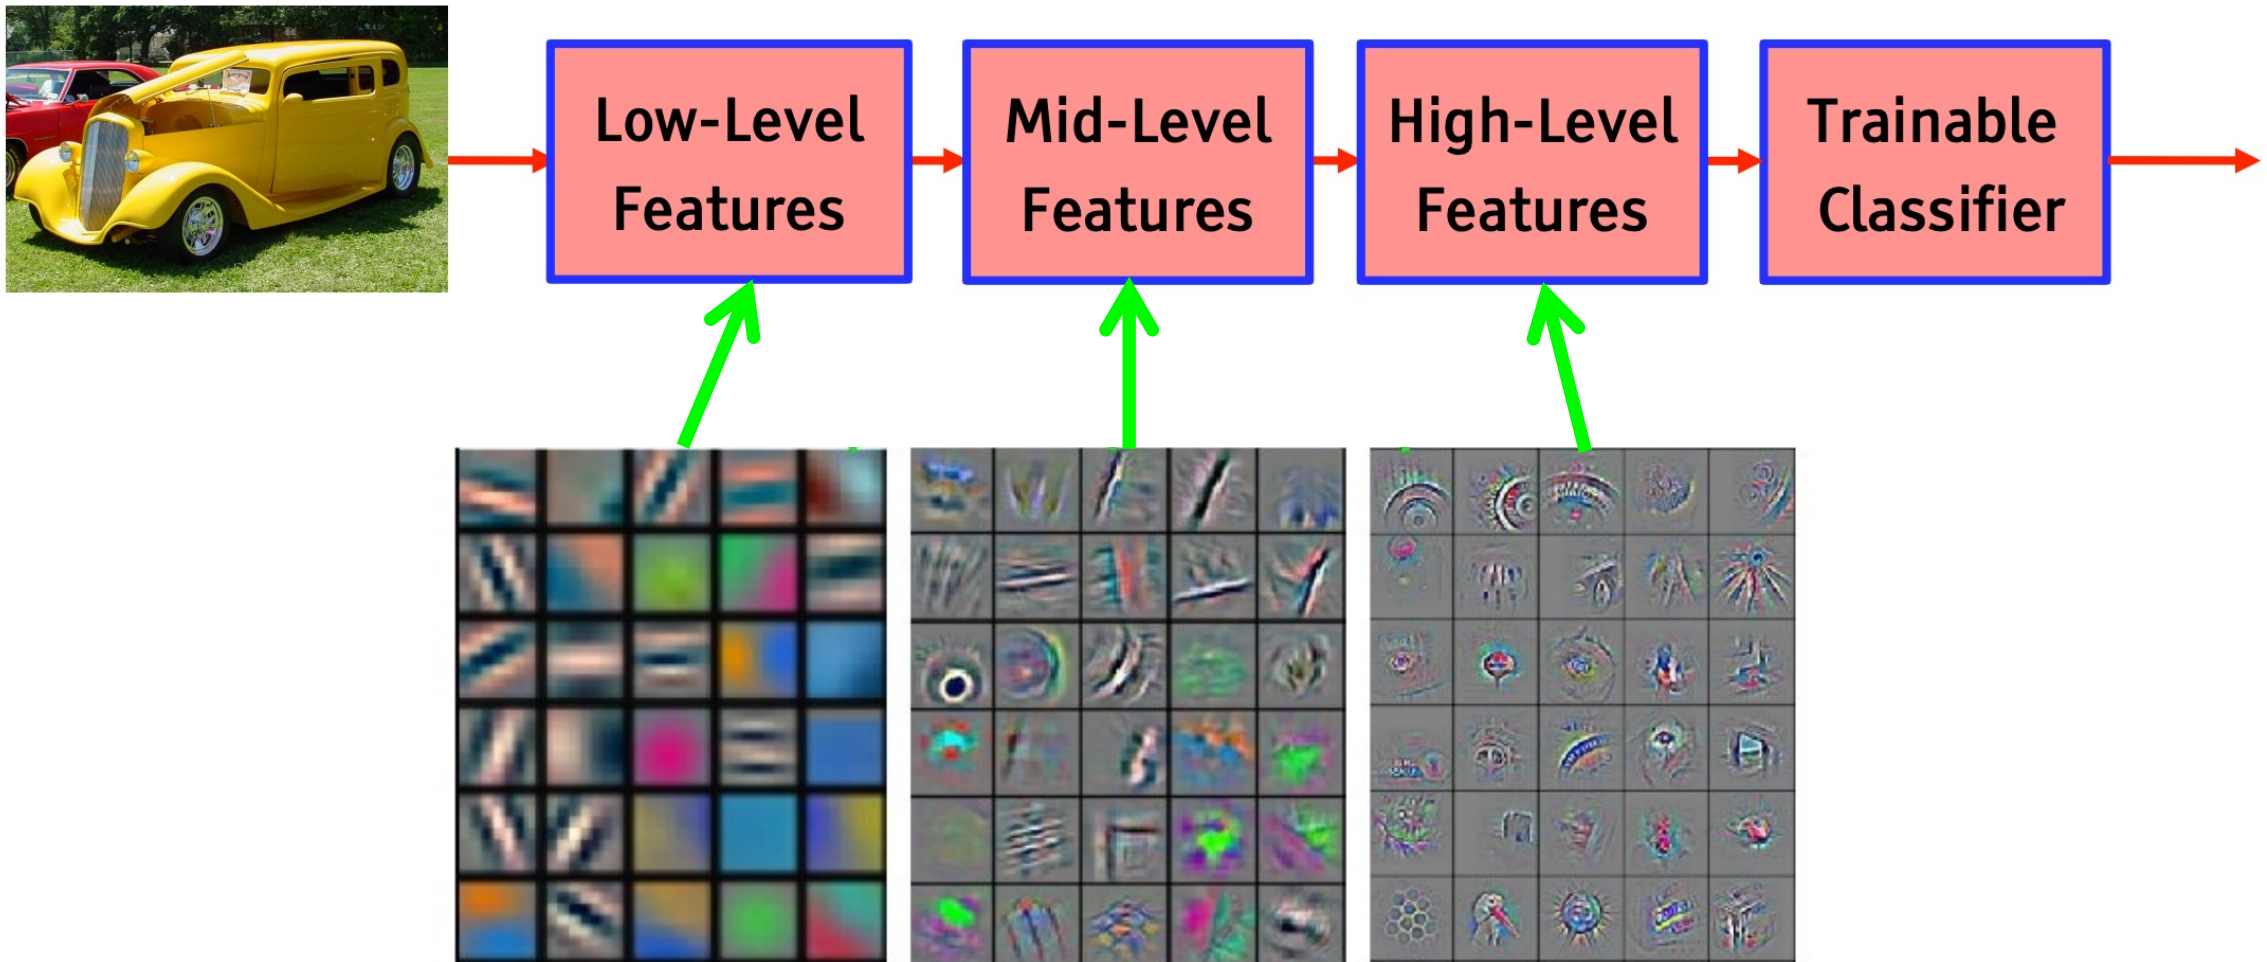 Low-Level
Features
Mid-Level
Features
High-Level
Features
Trainable
Classifier